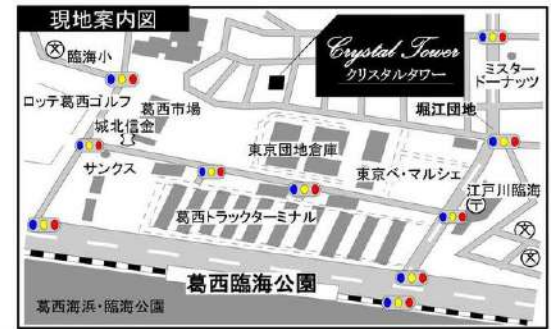 現地案内図
Crystal Tower
クリスタルタワー
文
臨海小
ミスター
ドーナッツ
ロッテ葛西ゴルフ
葛西市場
堀江団地
城北信金
東京団地倉庫
サンクス
東京ベ・マルシェ
江戸川臨海
〒
葛西トラックターミナル
文
文
葛西臨海公園
葛西海浜・臨海公園